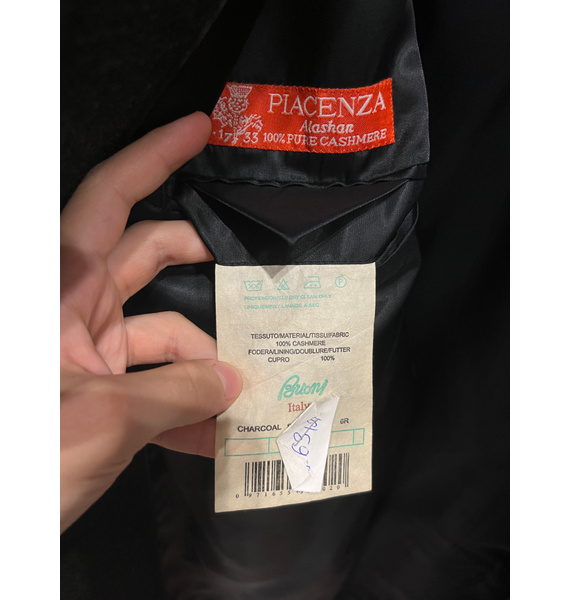 PIACENZA
Alashan
1733 100% PURE CASHMERE
TESSUTO/MATERIAL/TISSU/FABRIC
100% CASHMERE
FODERA/LINING/DOUBLURE/FUTTER
CUPRO 100%
Brioni
Italy
CHARCOAL 6R